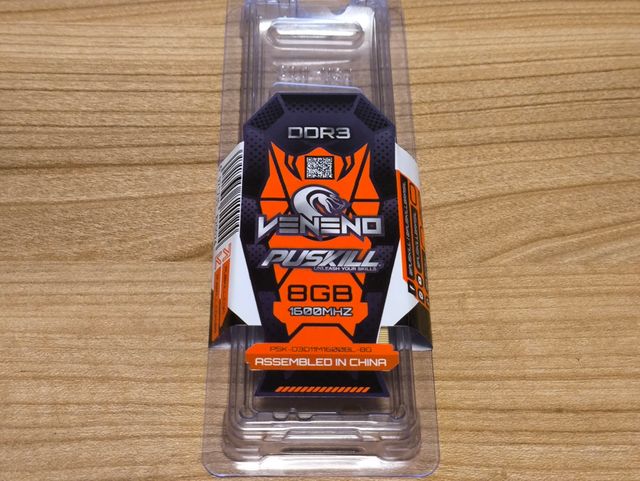 DDR3
VENENO
PUSKILL
UNLEASH YOUR SKILLS
8GB
1600MHZ
ASSEMBLED IN CHINA